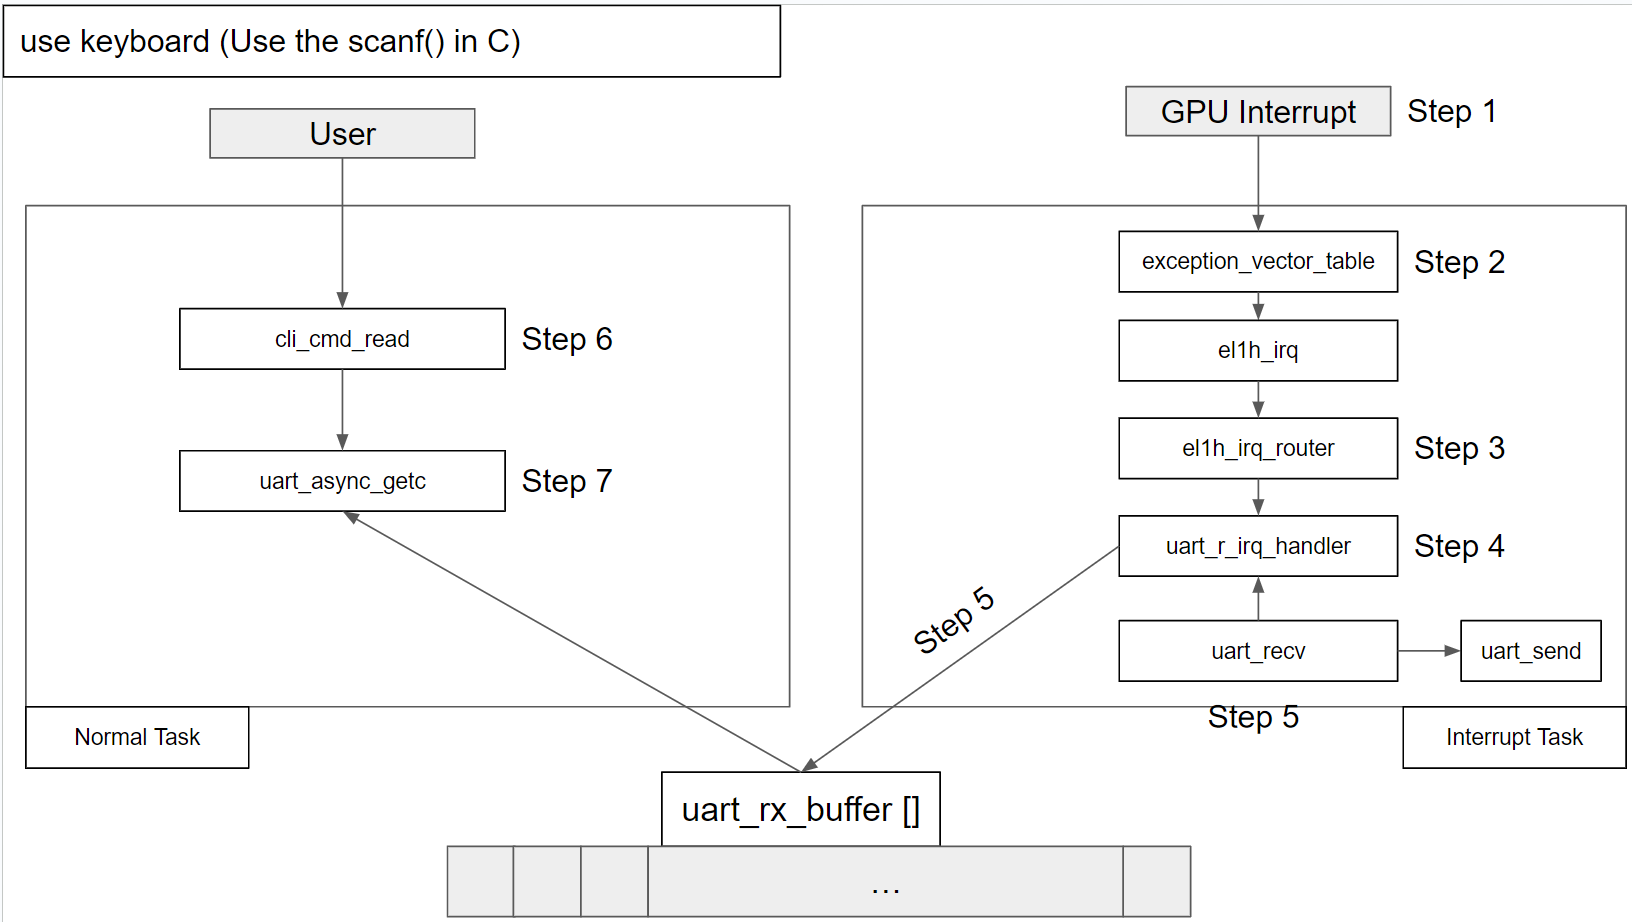 use keyboard (Use the scanf() in C)
User
GPU Interrupt
Step 1
exception_vector_table
Step 2
el1h_irq
cli_cmd_read
Step 6
el1h_irq_router
Step 3
uart_async_getc
Step 7
uart_r_irq_handler
Step 4
Step 5
uart_recv
uart_send
Step 5
Normal Task
Interrupt Task
uart_rx_buffer []
...